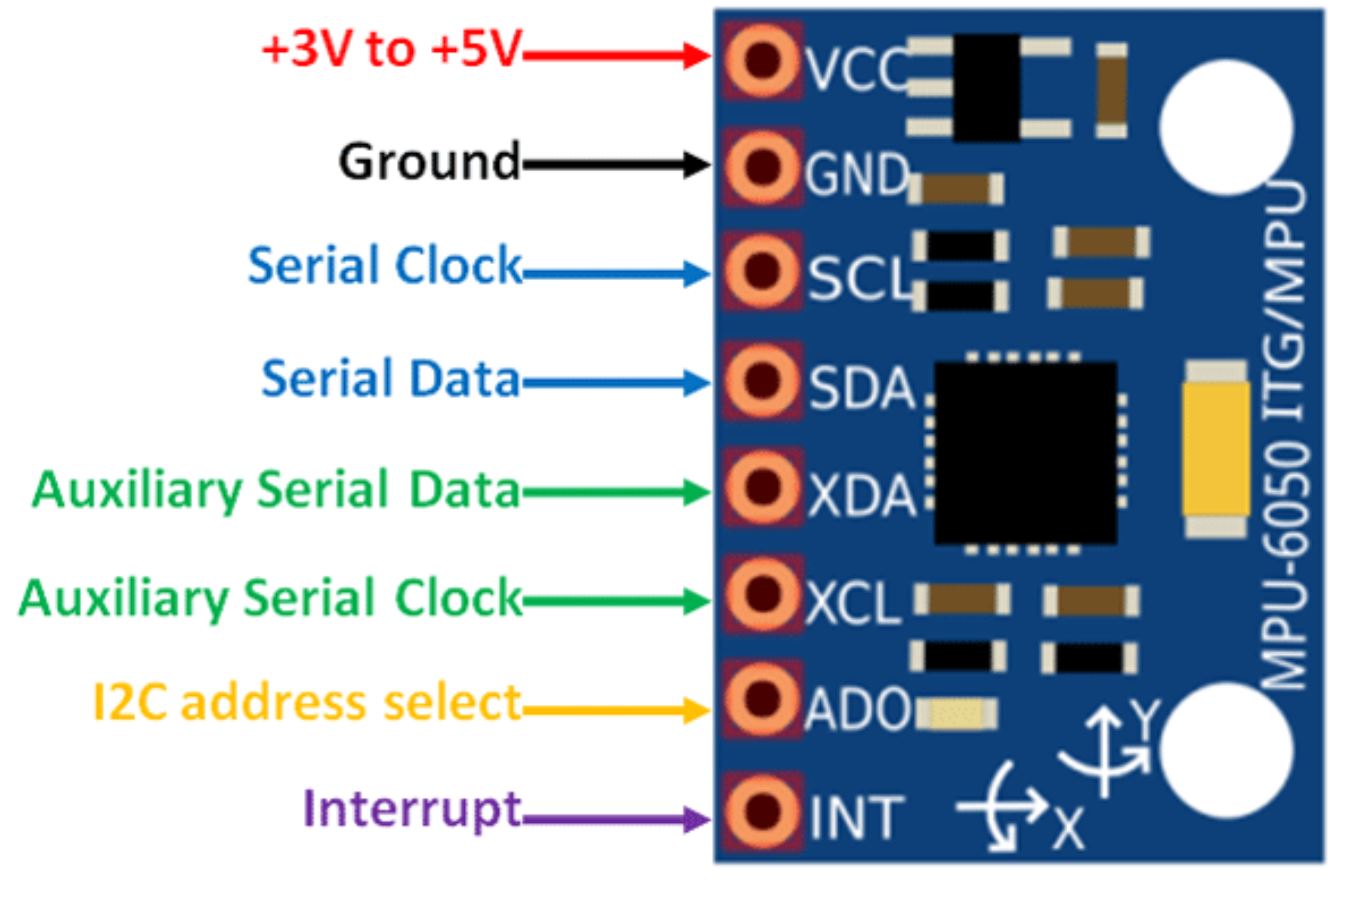 +3V to +5V
VCC
Ground
GND
Serial Clock
SCL
Serial Data
SDA
Auxiliary Serial Data
XDA
Auxiliary Serial Clock
XCL
I2C address select
ADO
Interrupt
INT
MPU-6050 ITG/MPU
Y
X